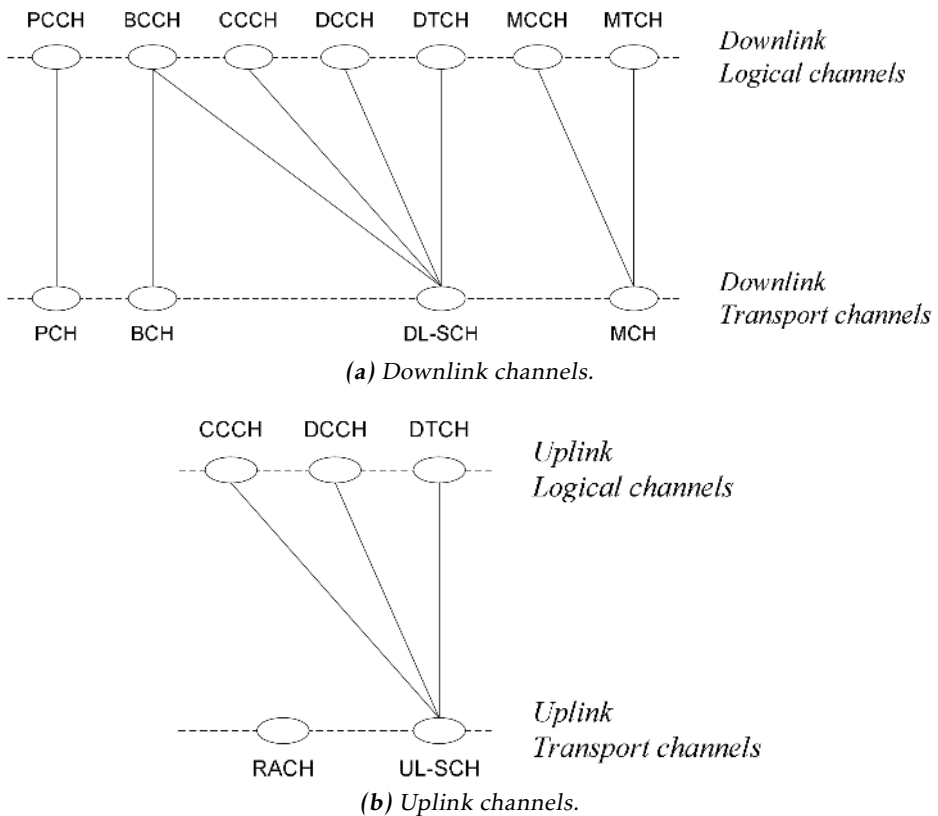 PCCH BCCH CCCH DCCH DTCH MCCH MTCH
Downlink
Logical channels
Downlink
Transport channels
PCH BCH DL-SCH MCH
(a) Downlink channels.
CCCH DCCH DTCH
Uplink
Logical channels
Uplink
Transport channels
RACH UL-SCH
(b) Uplink channels.